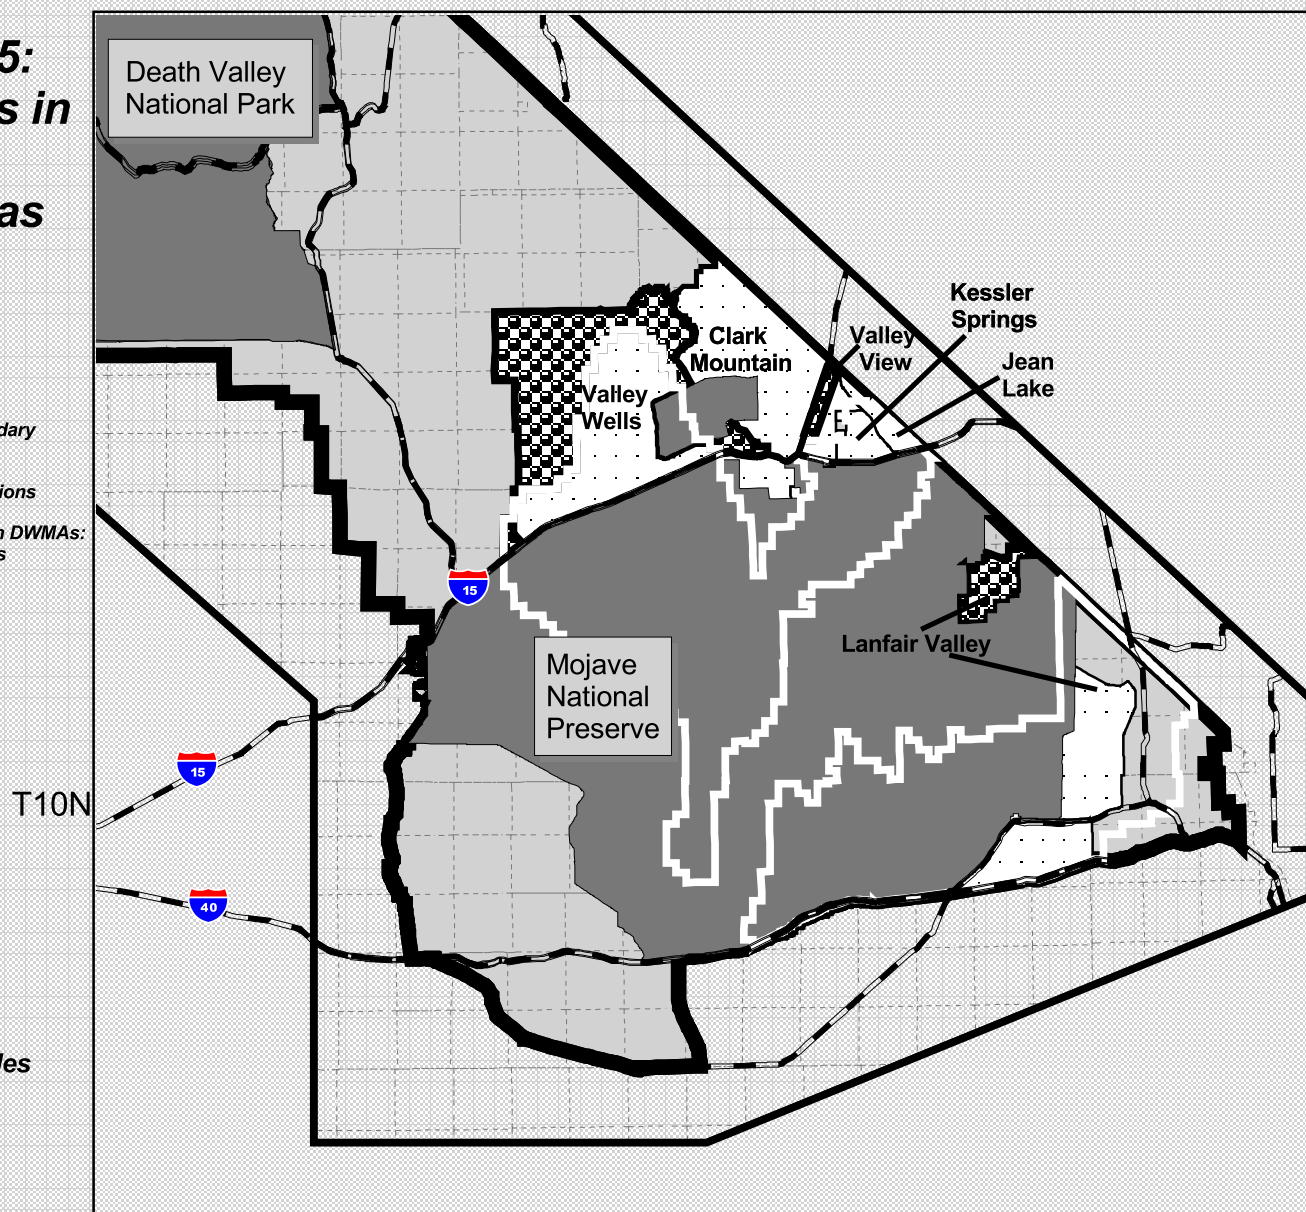 5:
s in
as
dary
ions
n DWMAs:
s
les
T10N
Death Valley
National Park
Clark
Mountain
Valley
Wells
Valley
View
Kessler
Springs
Jean
Lake
E
15
Lanfair Valley
Mojave
National
Preserve
15
40